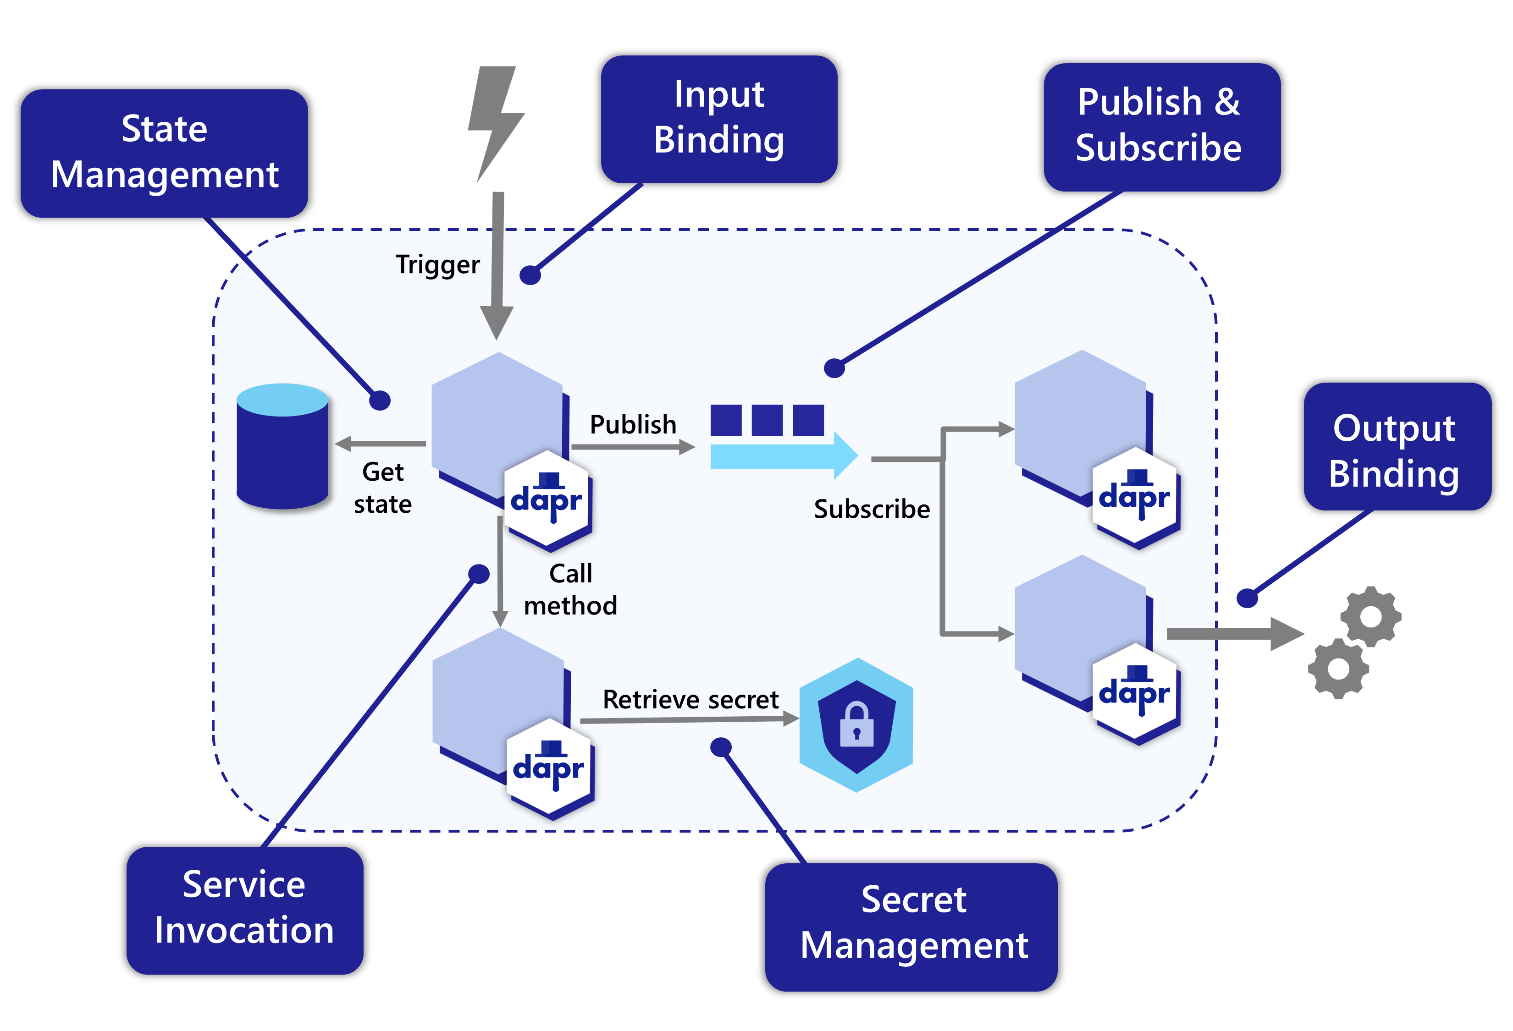 State
Management
Input
Binding
Publish &
Subscribe
Trigger
Publish
Get
state
dapr
Subscribe
dapr
Output
Binding
Call
method
Retrieve secret
dapr
dapr
Service
Invocation
Secret
Management